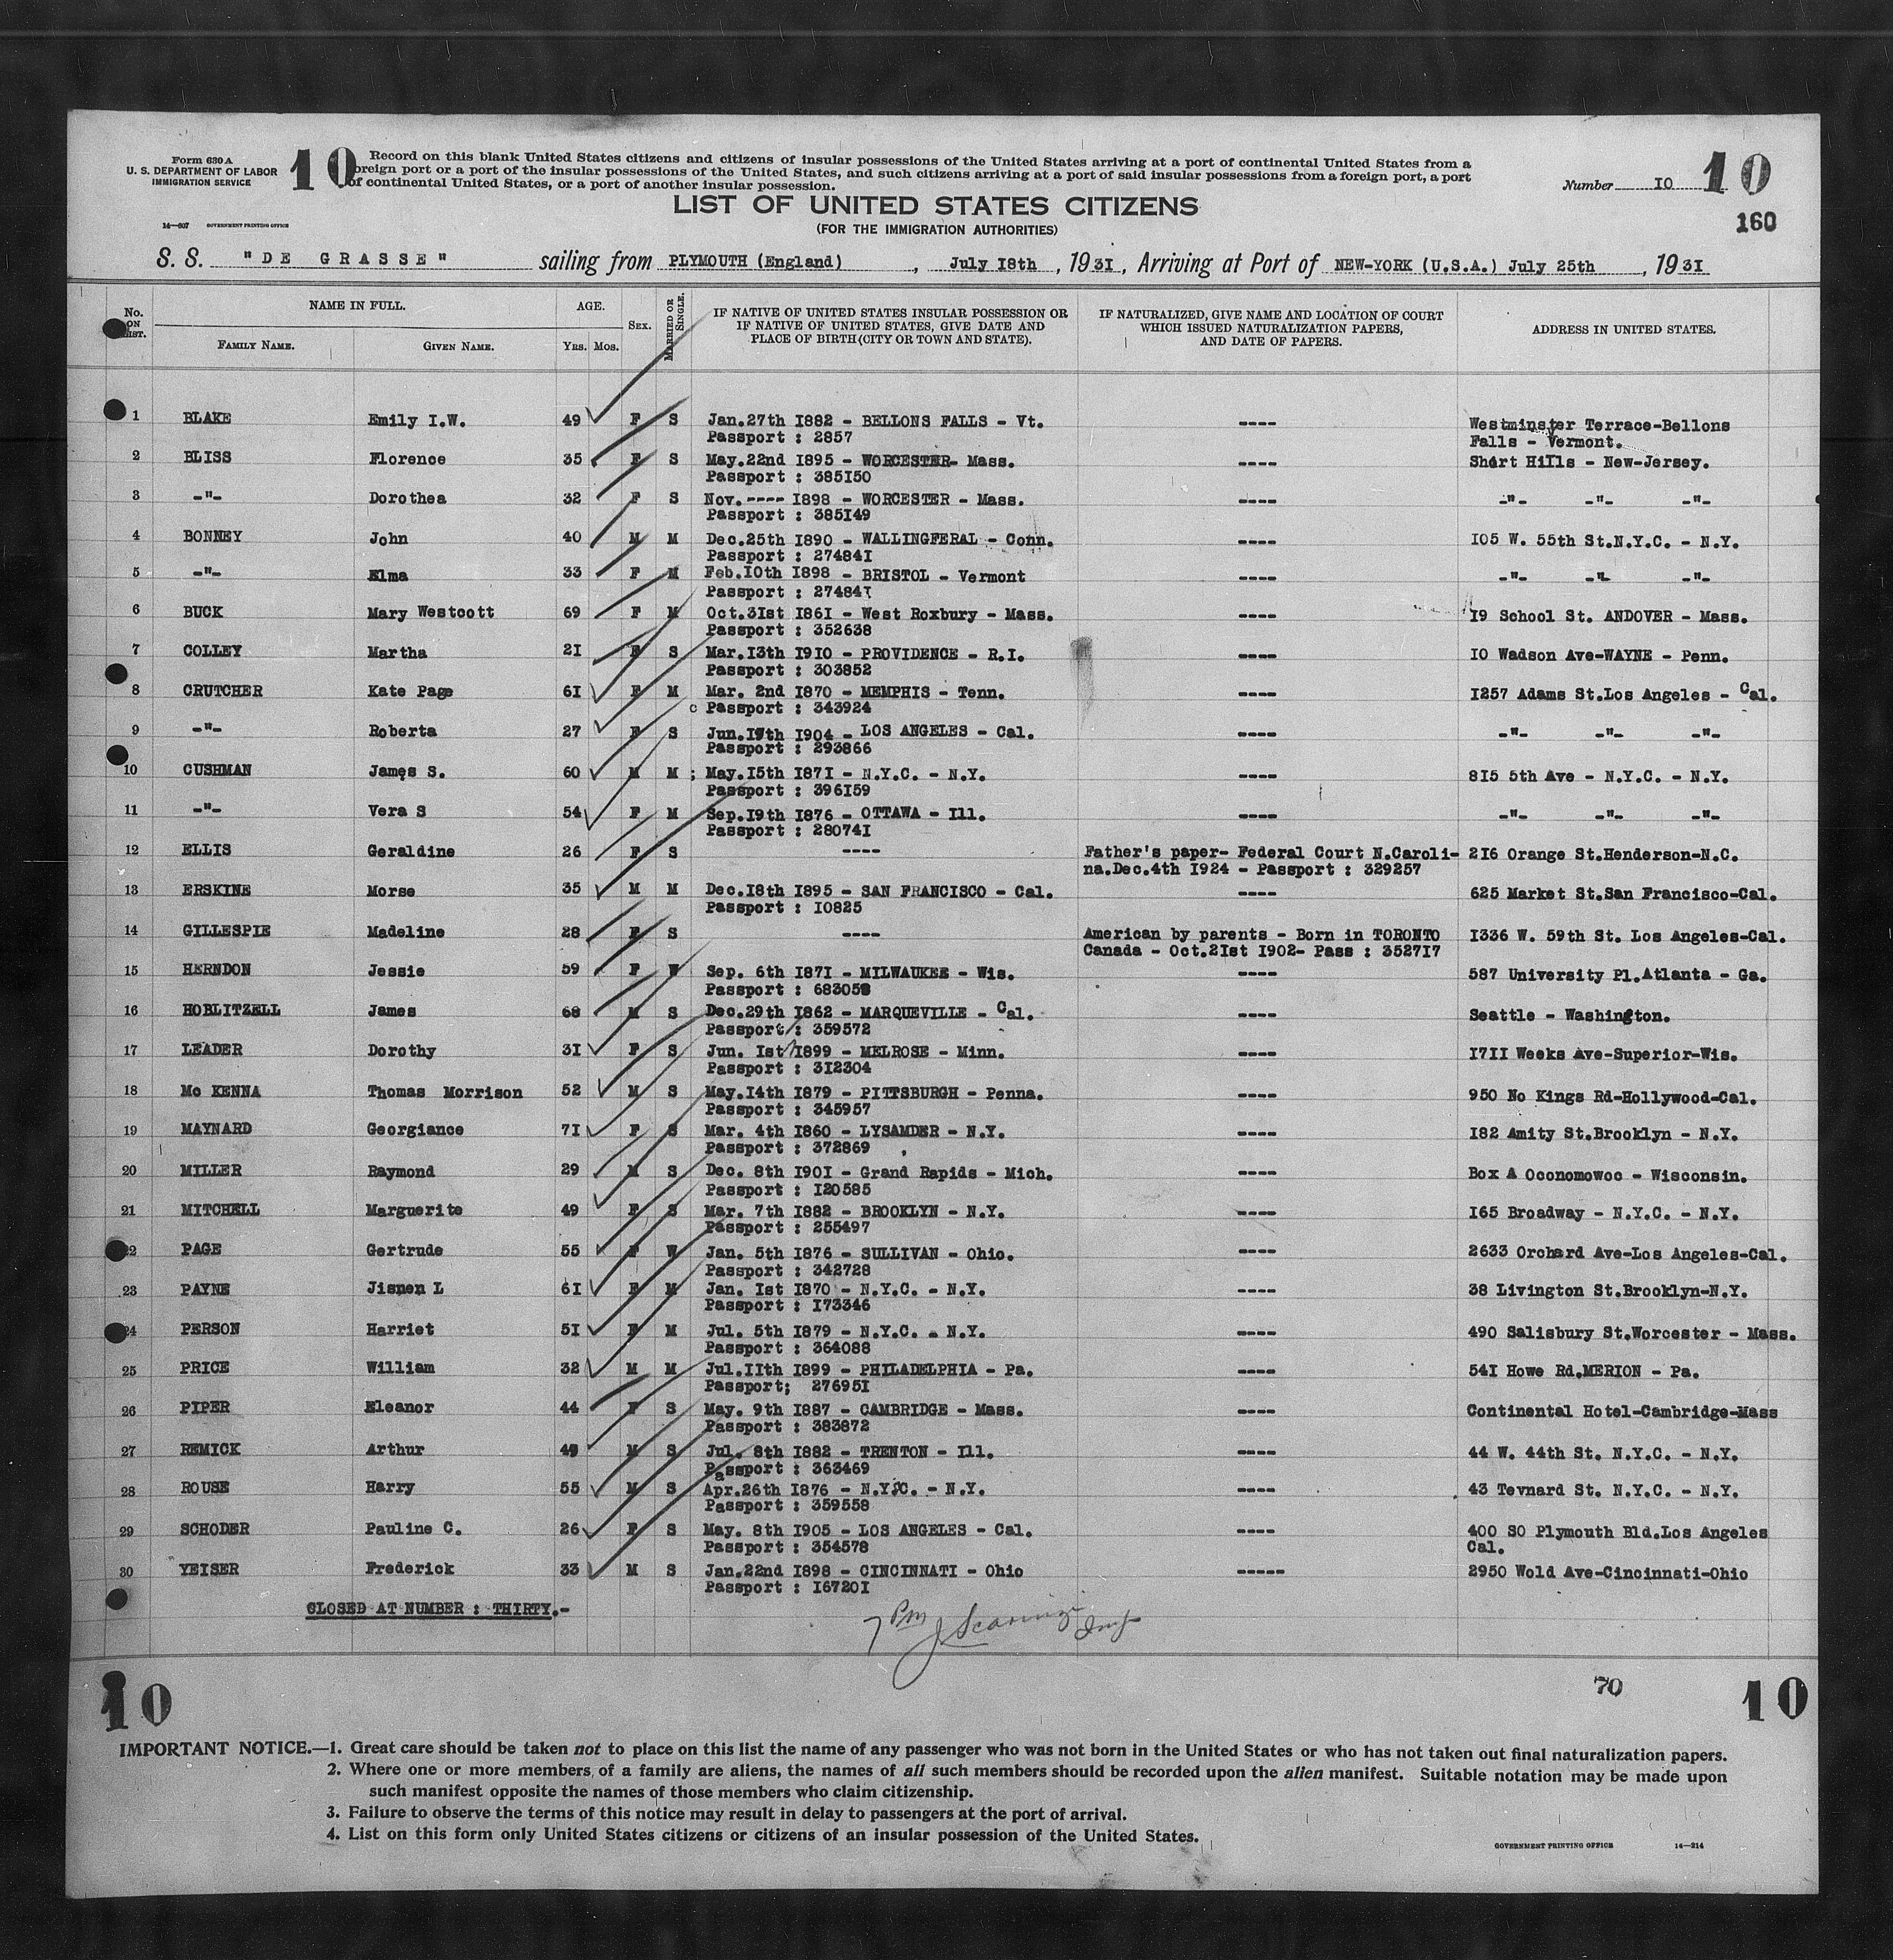 Form 630 A
U. S. DEPARTMENT OF LABOR
IMMIGRATION SERVICE
14—607 GOVERNMENT PRINTING OFFICE
10
Record on this blank United States citizens and citizens of insular possessions of the United States arriving at a port of continental United States from a
foreign port or a port of the insular possessions of the United States, and such citizens arriving at a port of said insular possessions from a foreign port, a port
of continental United States, or a port of another insular possession.
Number 10
10
160
LIST OF UNITED STATES CITIZENS
(FOR THE IMMIGRATION AUTHORITIES)
S. S. "DE GRASSE" sailing from PLYMOUTH (England), July 18th, 1931, Arriving at Port of NEW-YORK (U.S.A.) July 25th, 1931
No. ON LIST. NAME IN FULL. AGE. SEX. MARRIED OR SINGLE. IF NATIVE OF UNITED STATES INSULAR POSSESSION OR IF NATIVE OF UNITED STATES, GIVE DATE AND PLACE OF BIRTH (CITY OR TOWN AND STATE). IF NATURALIZED, GIVE NAME AND LOCATION OF COURT WHICH ISSUED NATURALIZATION PAPERS, AND DATE OF PAPERS. ADDRESS IN UNITED STATES.
FAMILY NAME. GIVEN NAME. YRS. MOS.
1 BLAKE Emily I.W. 49 F S Jan.27th 1882 - BELLONS FALLS - Vt. ---- Westminster Terrace-Bellons
Passport : 2857 Falls - Vermont.
2 BLISS Florence 35 F S May.22nd 1895 - WORCESTER- Mass. ---- Short Hills - New-Jersey.
Passport : 385150
3 -"- Dorothea 32 F S Nov.---- 1898 - WORCESTER - Mass. ---- -"- -"- -"-
Passport : 385149
4 BONNEY John 40 M M Dec.25th 1890 - WALLINGFERAL - Conn. ---- 105 W. 55th St.N.Y.C. - N.Y.
Passport : 274841
5 -"- Elma 33 F M Feb.10th 1898 - BRISTOL - Vermont ---- -"- -"- -"-
Passport : 274841
6 BUCK Mary Westcott 69 F M Oct.31st 1861 - West Roxbury - Mass. ---- 19 School St. ANDOVER - Mass.
Passport : 352638
7 COLLEY Martha 21 F S Mar.13th 1910 - PROVIDENCE - R.I. ---- 10 Wadson Ave-WAYNE - Penn.
Passport : 303852
8 CRUTCHER Kate Page 61 F M Mar. 2nd 1870 - MEMPHIS - Tenn. ---- 1257 Adams St.Los Angeles - Cal.
Passport : 343924
9 -"- Roberta 27 F S Jun.17th 1904 - LOS ANGELES - Cal. ---- -"- -"- -"-
Passport : 293866
10 CUSHMAN James S. 60 M M ; May.15th 1871 - N.Y.C. - N.Y. ---- 815 5th Ave - N.Y.C. - N.Y.
Passport : 396159
11 -"- Vera S 54 F M Sep.19th 1876 - OTTAWA - Ill. ---- -"- -"- -"-
Passport : 280741
12 ELLIS Geraldine 26 F S ---- Father's paper- Federal Court N.Caroli- 216 Orange St.Henderson-N.C.
na.Dec.4th 1924 - Passport : 329257
13 ERSKINE Morse 35 M M Dec.18th 1895 - SAN FRANCISCO - Cal. ---- 625 Market St.San Francisco-Cal.
Passport : 10825
14 GILLESPIE Madeline 28 F S ---- American by parents - Born in TORONTO 1336 W. 59th St. Los Angeles-Cal.
Canada - Oct.21st 1902- Pass : 352717
15 HERNDON Jessie 59 F W Sep. 6th 1871 - MILWAUKEE - Wis. ---- 587 University Pl.Atlanta - Ga.
Passport :
16 HOBLITZELL James 68 M S Dec.29th 1862 - MARQUEVILLE - Cal. ---- Seattle - Washington.
Passport : 359572
17 LEADER Dorothy 31 F S Jun. 1st 1899 - MELROSE - Minn. ---- 1711 Weeks Ave-Superior-Wis.
Passport : 312304
18 Mc KENNA Thomas Morrison 52 M S May.14th 1879 - PITTSBURGH - Penna. ---- 950 No Kings Rd-Hollywood-Cal.
Passport : 345957
19 MAYNARD Georgiance 71 F S Mar. 4th 1860 - LYSAMDER - N.Y. ---- 182 Amity St.Brooklyn - N.Y.
Passport : 372869
20 MILLER Raymond 29 M S Dec. 8th 1901 - Grand Rapids - Mich. ---- Box A Oconomowoc - Wisconsin.
Passport : 120585
21 MITCHELL Marguerite 49 F S Mar. 7th 1882 - BROOKLYN - N.Y. ---- 165 Broadway - N.Y.C. - N.Y.
Passport : 255497
22 PAGE Gertrude 55 F W Jan. 5th 1876 - SULLIVAN - Ohio. ---- 2633 Orchard Ave-Los Angeles-Cal.
Passport : 342728
23 PAYNE Jismen L 61 F M Jan. 1st 1870 - N.Y.C. - N.Y. ---- 38 Livington St.Brooklyn-N.Y.
Passport : 173346
24 PERSON Harriet 51 F M Jul. 5th 1879 - N.Y.C. - N.Y. ---- 490 Salisbury St.Worcester - Mass.
Passport : 364088
25 PRICE William 32 M M Jul.11th 1899 - PHILADELPHIA - Pa. ---- 541 Howe Rd.MERION - Pa.
Passport; 276951
26 PIPER Eleanor 44 F S May. 9th 1887 - CAMBRIDGE - Mass. ---- Continental Hotel-Cambridge-Mass
Passport : 383872
27 REMICK Arthur 49 M S Jul. 8th 1882 - TRENTON - Ill. ---- 44 W. 44th St. N.Y.C. - N.Y.
Passport : 363469
28 ROUSE Harry 55 M S Apr.26th 1876 - N.Y.C. - N.Y. ---- 43 Tevnard St. N.Y.C. - N.Y.
Passport : 359558
29 SCHODER Pauline C. 26 F S May. 8th 1905 - LOS ANGELES - Cal. ---- 400 SO Plymouth Bld.Los Angeles
Passport : 354578 Cal.
30 YEISER Frederick 33 M S Jan.22nd 1898 - CINCINNATI - Ohio ----- 2950 Wold Ave-Cincinnati-Ohio
Passport : 167201
CLOSED AT NUMBER : THIRTY.-
7 PM
70
10
10
IMPORTANT NOTICE.—1. Great care should be taken not to place on this list the name of any passenger who was not born in the United States or who has not taken out final naturalization papers.
2. Where one or more members of a family are aliens, the names of all such members should be recorded upon the alien manifest. Suitable notation may be made upon
such manifest opposite the names of those members who claim citizenship.
3. Failure to observe the terms of this notice may result in delay to passengers at the port of arrival.
4. List on this form only United States citizens or citizens of an insular possession of the United States.
GOVERNMENT PRINTING OFFICE 14—214